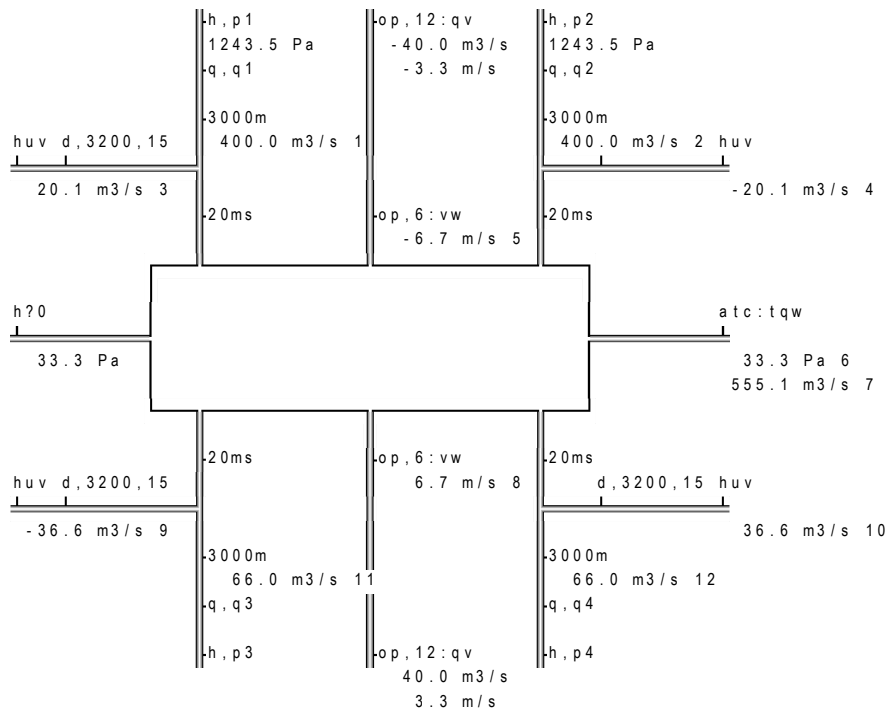 h,p1
1243.5 Pa
q,q1
op,12:qv
-40.0 m3/s
-3.3 m/s
h,p2
1243.5 Pa
q,q2
3000m
400.0 m3/s 1
3000m
400.0 m3/s 2
huv d,3200,15
20.1 m3/s 3
huv
-20.1 m3/s 4
20ms
op,6:vw
-6.7 m/s 5
20ms
h?0
33.3 Pa
atc:tqw
33.3 Pa 6
555.1 m3/s 7
20ms
op,6:vw
6.7 m/s 8
20ms
huv d,3200,15
-36.6 m3/s 9
d,3200,15 huv
36.6 m3/s 10
3000m
66.0 m3/s 11
3000m
66.0 m3/s 12
q,q3
q,q4
h,p3
op,12:qv
40.0 m3/s
3.3 m/s
h,p4